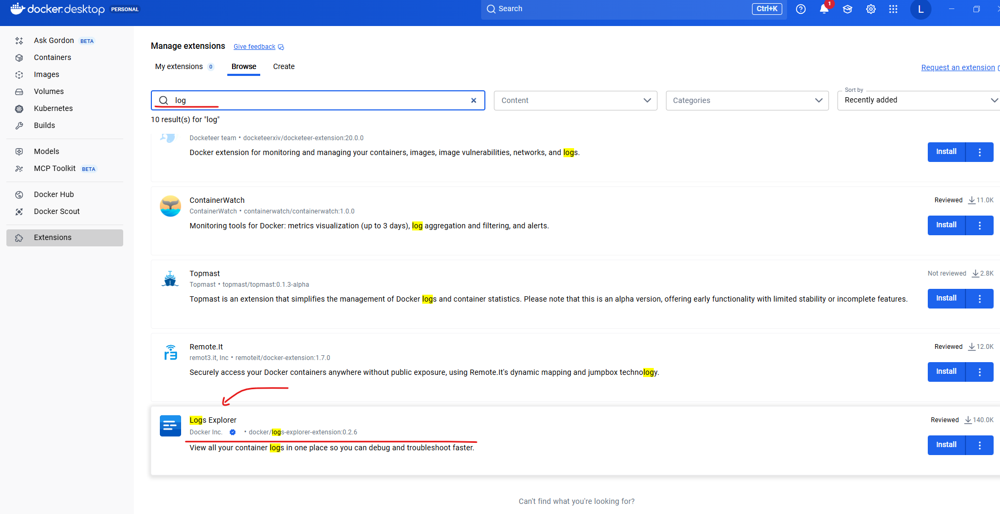 docker.desktop PERSONAL
Search
Ctrl+K
1
L
Ask Gordon BETA
Containers
Images
Volumes
Kubernetes
Builds
Models
MCP Toolkit BETA
Docker Hub
Docker Scout
Extensions
Manage extensions Give feedback
My extensions 0 Browse Create
Request an extension
log
Content
Categories
Sort by
Recently added
10 result(s) for "log"
Docketeer team • docketeerxiv/docketeer-extension:20.0.0
Docker extension for monitoring and managing your containers, images, image vulnerabilities, networks, and logs.
Install
ContainerWatch
Reviewed 11.0K
ContainerWatch • containerwatch/containerwatch:1.0.0
Monitoring tools for Docker: metrics visualization (up to 3 days), log aggregation and filtering, and alerts.
Install
Topmast
Not reviewed 2.8K
Topmast • topmast/topmast:0.1.3-alpha
Topmast is an extension that simplifies the management of Docker logs and container statistics. Please note that this is an alpha version, offering early functionality with limited stability or incomplete features.
Install
r3
Remote.It
Reviewed 12.0K
remot3.it, Inc • remoteit/docker-extension:1.7.0
Securely access your Docker containers anywhere without public exposure, using Remote.It's dynamic mapping and jumpbox technology.
Install
Logs Explorer
Reviewed 140.0K
Docker Inc. • docker/logs-explorer-extension:0.2.6
View all your container logs in one place so you can debug and troubleshoot faster.
Install
Can't find what you're looking for?